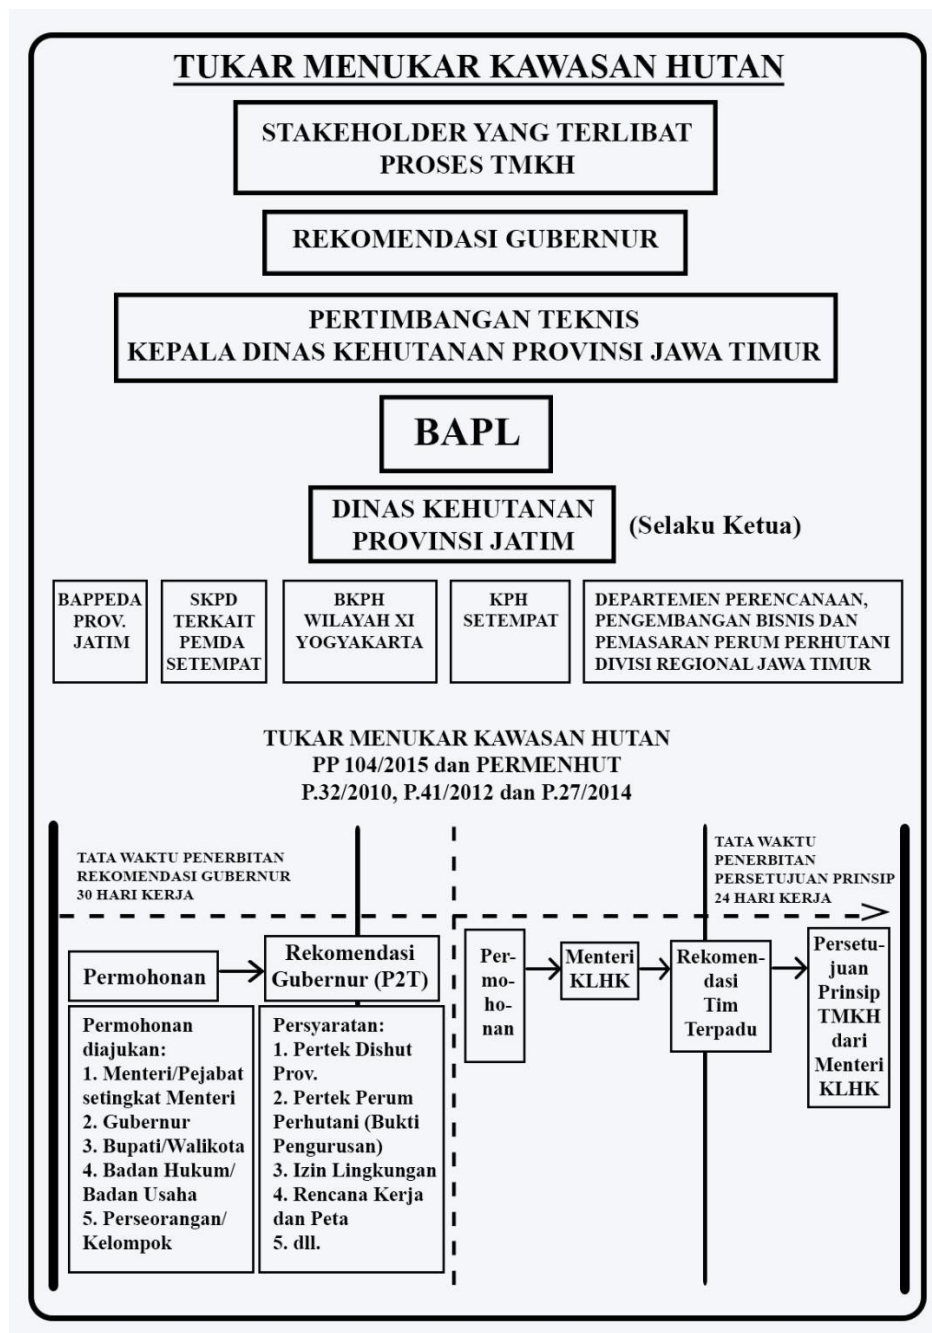 TUKAR MENUKAR KAWASAN HUTAN
STAKEHOLDER YANG TERLIBAT
PROSES TMKH
REKOMENDASI GUBERNUR
PERTIMBANGAN TEKNIS
KEPALA DINAS KEHUTANAN PROVINSI JAWA TIMUR
BAPL
DINAS KEHUTANAN
PROVINSI JATIM
(Selaku Ketua)
BAPPEDA
PROV.
JATIM
SKPD
TERKAIT
PEMDA
SETEMPAT
BKPH
WILAYAH XI
YOGYAKARTA
KPH
SETEMPAT
DEPARTEMEN PERENCANAAN,
PENGEMBANGAN BISNIS DAN
PEMASARAN PERUM PERHUTANI
DIVISI REGIONAL JAWA TIMUR
TUKAR MENUKAR KAWASAN HUTAN
PP 104/2015 dan PERMENHUT
P.32/2010, P.41/2012 dan P.27/2014
TATA WAKTU PENERBITAN
REKOMENDASI GUBERNUR
30 HARI KERJA
TATA WAKTU
PENERBITAN
PERSETUJUAN PRINSIP
24 HARI KERJA
Permohonan
Rekomendasi
Gubernur (P2T)
Per-
mo-
ho-
nan
Menteri
KLHK
Rekomen-
dasi
Tim
Terpadu
Persetu-
juan
Prinsip
TMKH
dari
Menteri
KLHK
Permohonan
diajukan:
1. Menteri/Pejabat
setingkat Menteri
2. Gubernur
3. Bupati/Walikota
4. Badan Hukum/
Badan Usaha
5. Perseorangan/
Kelompok
Persyaratan:
1. Pertek Dishut
Prov.
2. Pertek Perum
Perhutani (Bukti
Pengurusan)
3. Izin Lingkungan
4. Rencana Kerja
dan Peta
5. dll.